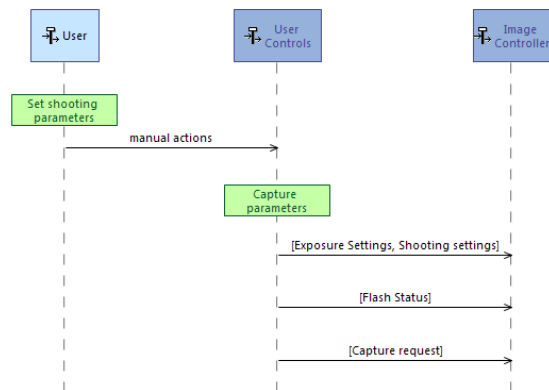 User
User
Controls
Image
Controller
Set shooting
parameters
manual actions
Capture
parameters
[Exposure Settings, Shooting settings]
[Flash Status]
[Capture request]